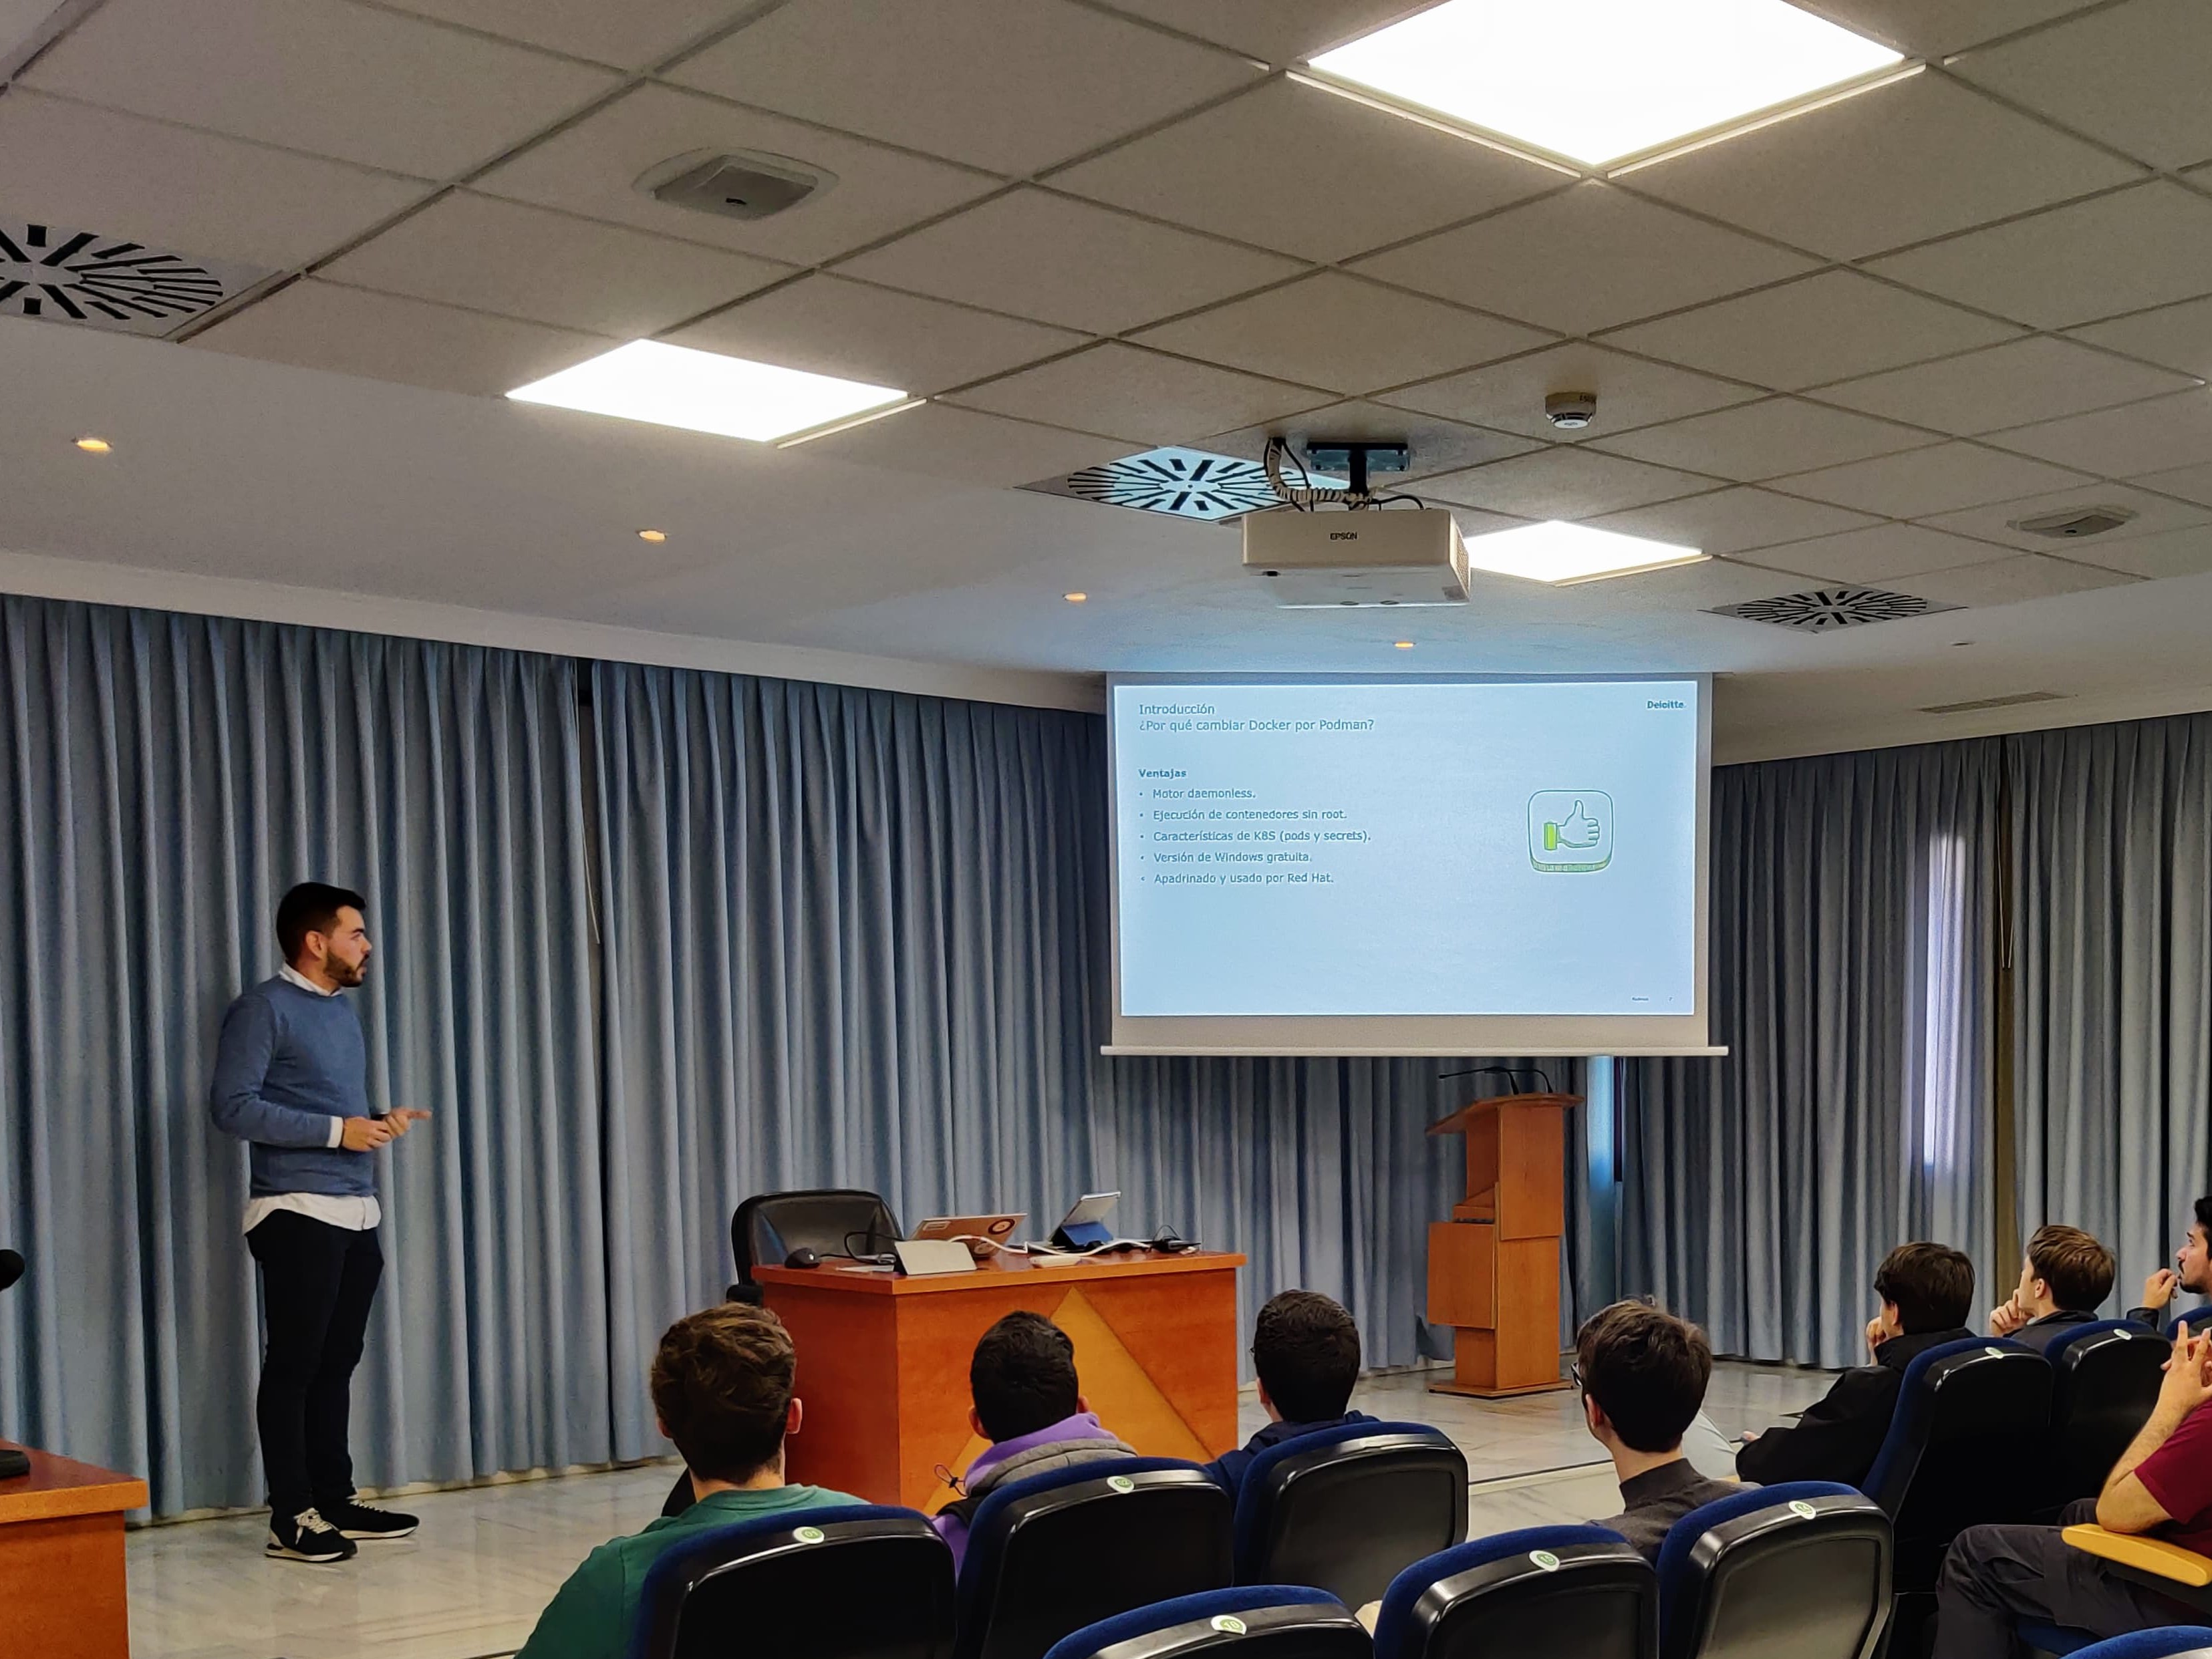 EPSON
Introducción
Deloitte.
¿Por qué cambiar Docker por Podman?
Ventajas
• Motor daemonless.
• Ejecución de contenedores sin root.
• Características de K8S (pods y secrets).
• Versión de Windows gratuita.
• Apadrinado y usado por Red Hat.